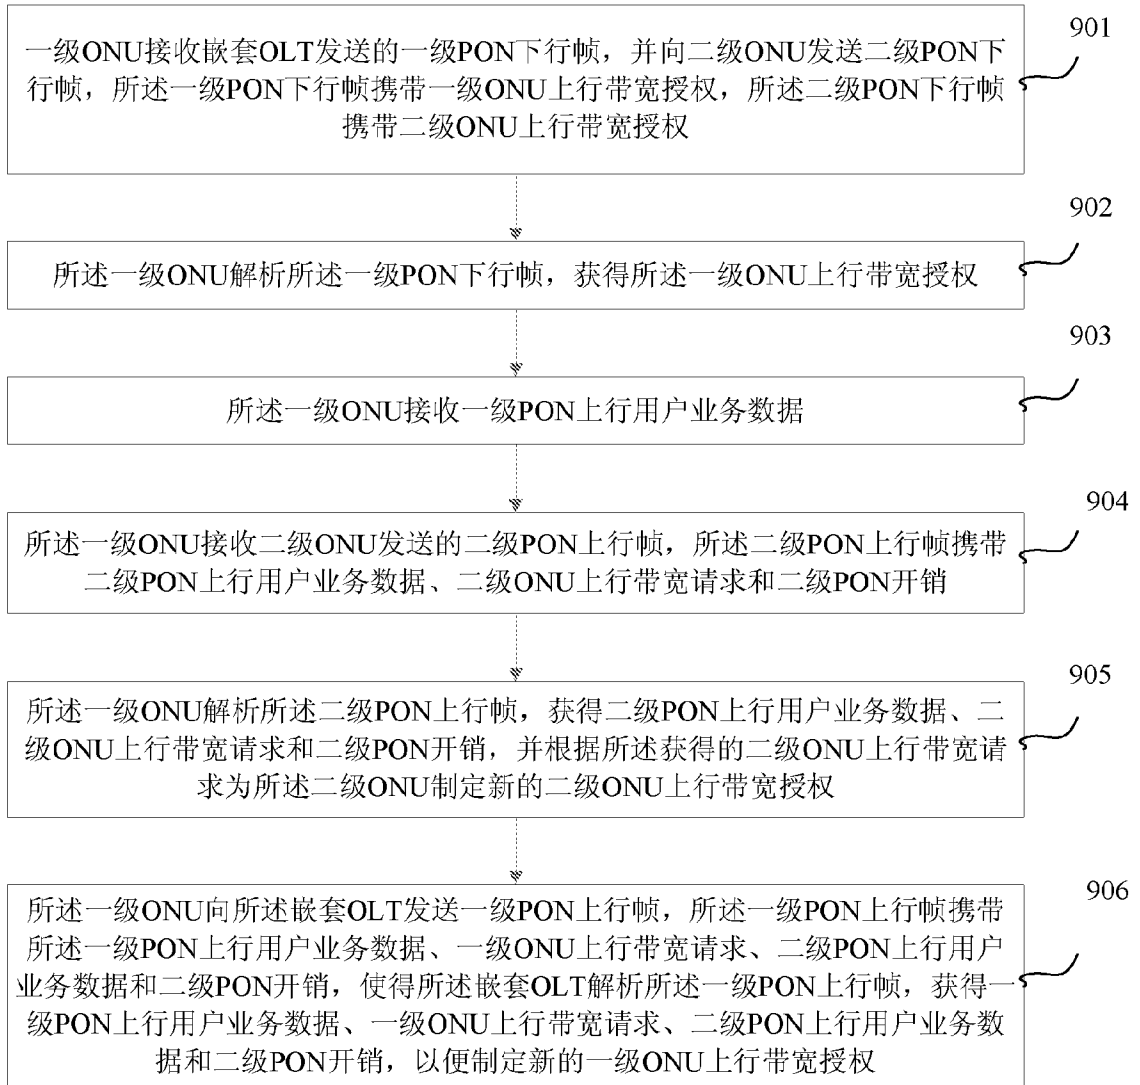 一级ONU接收嵌套OLT发送的一级PON下行帧，并向二级ONU发送二级PON下
行帧，所述一级PON下行帧携带一级ONU上行带宽授权，所述二级PON下行帧
携带二级ONU上行带宽授权
901
所述一级ONU解析所述一级PON下行帧，获得所述一级ONU上行带宽授权
902
所述一级ONU接收一级PON上行用户业务数据
903
所述一级ONU接收二级ONU发送的二级PON上行帧，所述二级PON上行帧携带
二级PON上行用户业务数据、二级ONU上行带宽请求和二级PON开销
904
所述一级ONU解析所述二级PON上行帧，获得二级PON上行用户业务数据、二
级ONU上行带宽请求和二级PON开销，并根据所述获得的二级ONU上行带宽请
求为所述二级ONU制定新的二级ONU上行带宽授权
905
所述一级ONU向所述嵌套OLT发送一级PON上行帧，所述一级PON上行帧携带
所述一级PON上行用户业务数据、一级ONU上行带宽请求、二级PON上行用户
业务数据和二级PON开销，使得所述嵌套OLT解析所述一级PON上行帧，获得一
级PON上行用户业务数据、一级ONU上行带宽请求、二级PON上行用户业务数
据和二级PON开销，以便制定新的一级ONU上行带宽授权
906